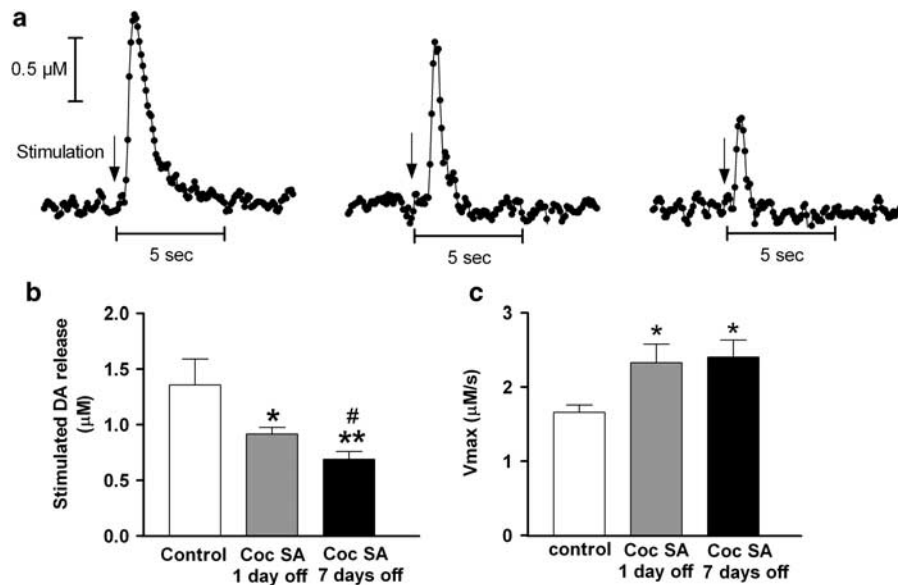 a
0.5 µM
Stimulation
5 sec
5 sec
5 sec
b
Stimulated DA release
(µM)
2.0
1.5
1.0
0.5
0.0
*
#
**
Control
Coc SA
1 day off
Coc SA
7 days off
c
Vmax (µM/s)
3
2
1
0
*
*
control
Coc SA
1 day off
Coc SA
7 days off